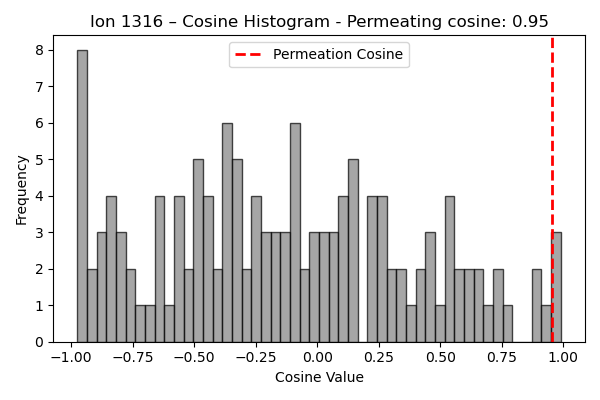 Ion 1316 – Cosine Histogram - Permeating cosine: 0.95
Permeation Cosine
Frequency
8
7
6
5
4
3
2
1
0
−1.00 −0.75 −0.50 −0.25 0.00 0.25 0.50 0.75 1.00
Cosine Value